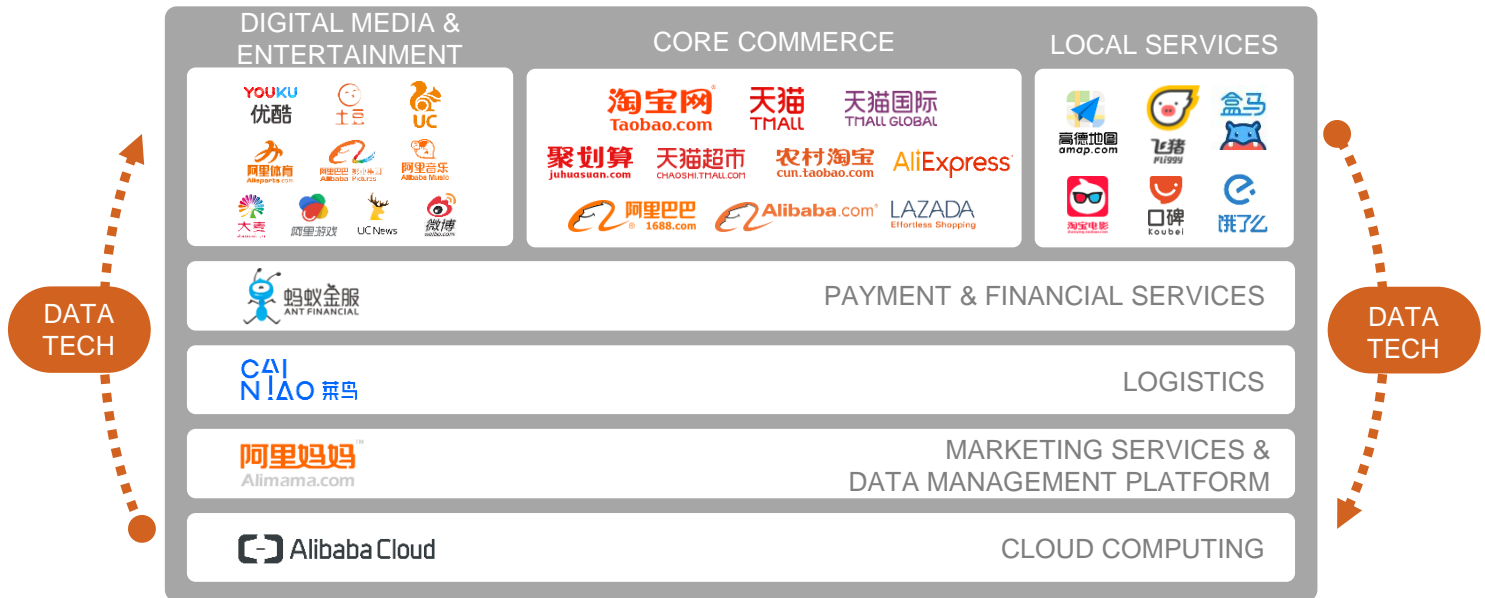 DIGITAL MEDIA &
ENTERTAINMENT
YOUKU
优酷
土豆
UC
阿里体育
Alisports.com
阿里巴巴影业集团
Alibaba Pictures
阿里音乐
Alibaba Music
大麦
阿里游戏
UC News
微博
weibo.com
CORE COMMERCE
淘宝网
Taobao.com
天猫
TMALL
天猫国际
TMALL GLOBAL
聚划算
juhuasuan.com
天猫超市
CHAOSHI.TMALL.COM
农村淘宝
cun.taobao.com
AliExpress
阿里巴巴
1688.com
Alibaba.com
LAZADA
Effortless Shopping
LOCAL SERVICES
高德地图
amap.com
飞猪
Fliggy
盒马
淘宝电影
口碑
Koubei
饿了么
DATA
TECH
蚂蚁金服
ANT FINANCIAL
PAYMENT & FINANCIAL SERVICES
CAI
NIAO 菜鸟
LOGISTICS
阿里妈妈™
Alimama.com
MARKETING SERVICES &
DATA MANAGEMENT PLATFORM
Alibaba Cloud
CLOUD COMPUTING
DATA
TECH